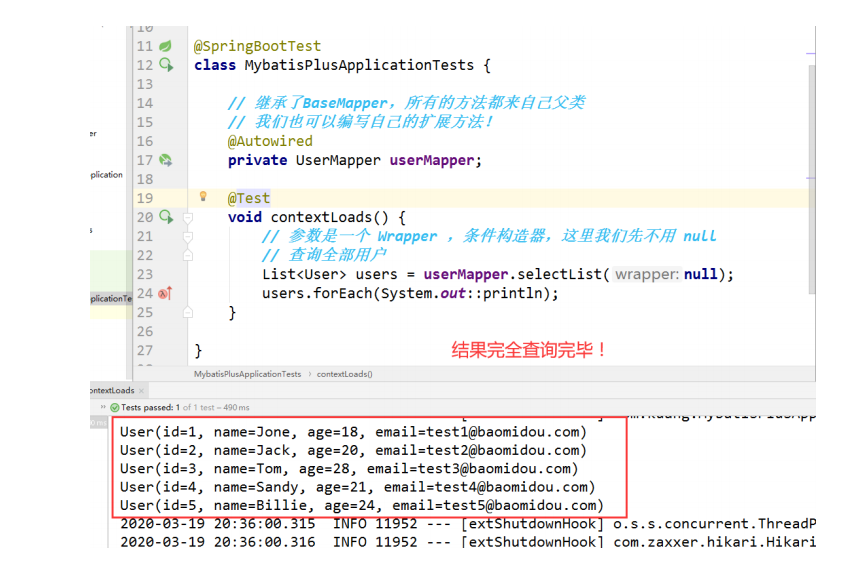 10
11 @SpringBootTest
12 class MybatisPlusApplicationTests {
13
14 // 继承了BaseMapper，所有的方法都来自己父类
er
15 // 我们也可以编写自己的扩展方法！
16 @Autowired
17 private UserMapper userMapper;
plication
18
19 @Test
20 void contextLoads() {
s
21 // 参数是一个 Wrapper ，条件构造器，这里我们先不用 null
22 // 查询全部用户
23 List<User> users = userMapper.selectList( wrapper: null);
plicationTe
24 users.forEach(System.out::println);
25 }
26
27 }
结果完全查询完毕！
MybatisPlusApplicationTests › contextLoads()
ontextLoads ×
» Tests passed: 1 of 1 test – 490 ms
0 ms
User(id=1, name=Jone, age=18, email=test1@baomidou.com)
User(id=2, name=Jack, age=20, email=test2@baomidou.com)
User(id=3, name=Tom, age=28, email=test3@baomidou.com)
User(id=4, name=Sandy, age=21, email=test4@baomidou.com)
User(id=5, name=Billie, age=24, email=test5@baomidou.com)
2020-03-19 20:36:00.315 INFO 11952 --- [extShutdownHook] o.s.s.concurrent.ThreadP
2020-03-19 20:36:00.316 INFO 11952 --- [extShutdownHook] com.zaxxer.hikari.Hikari